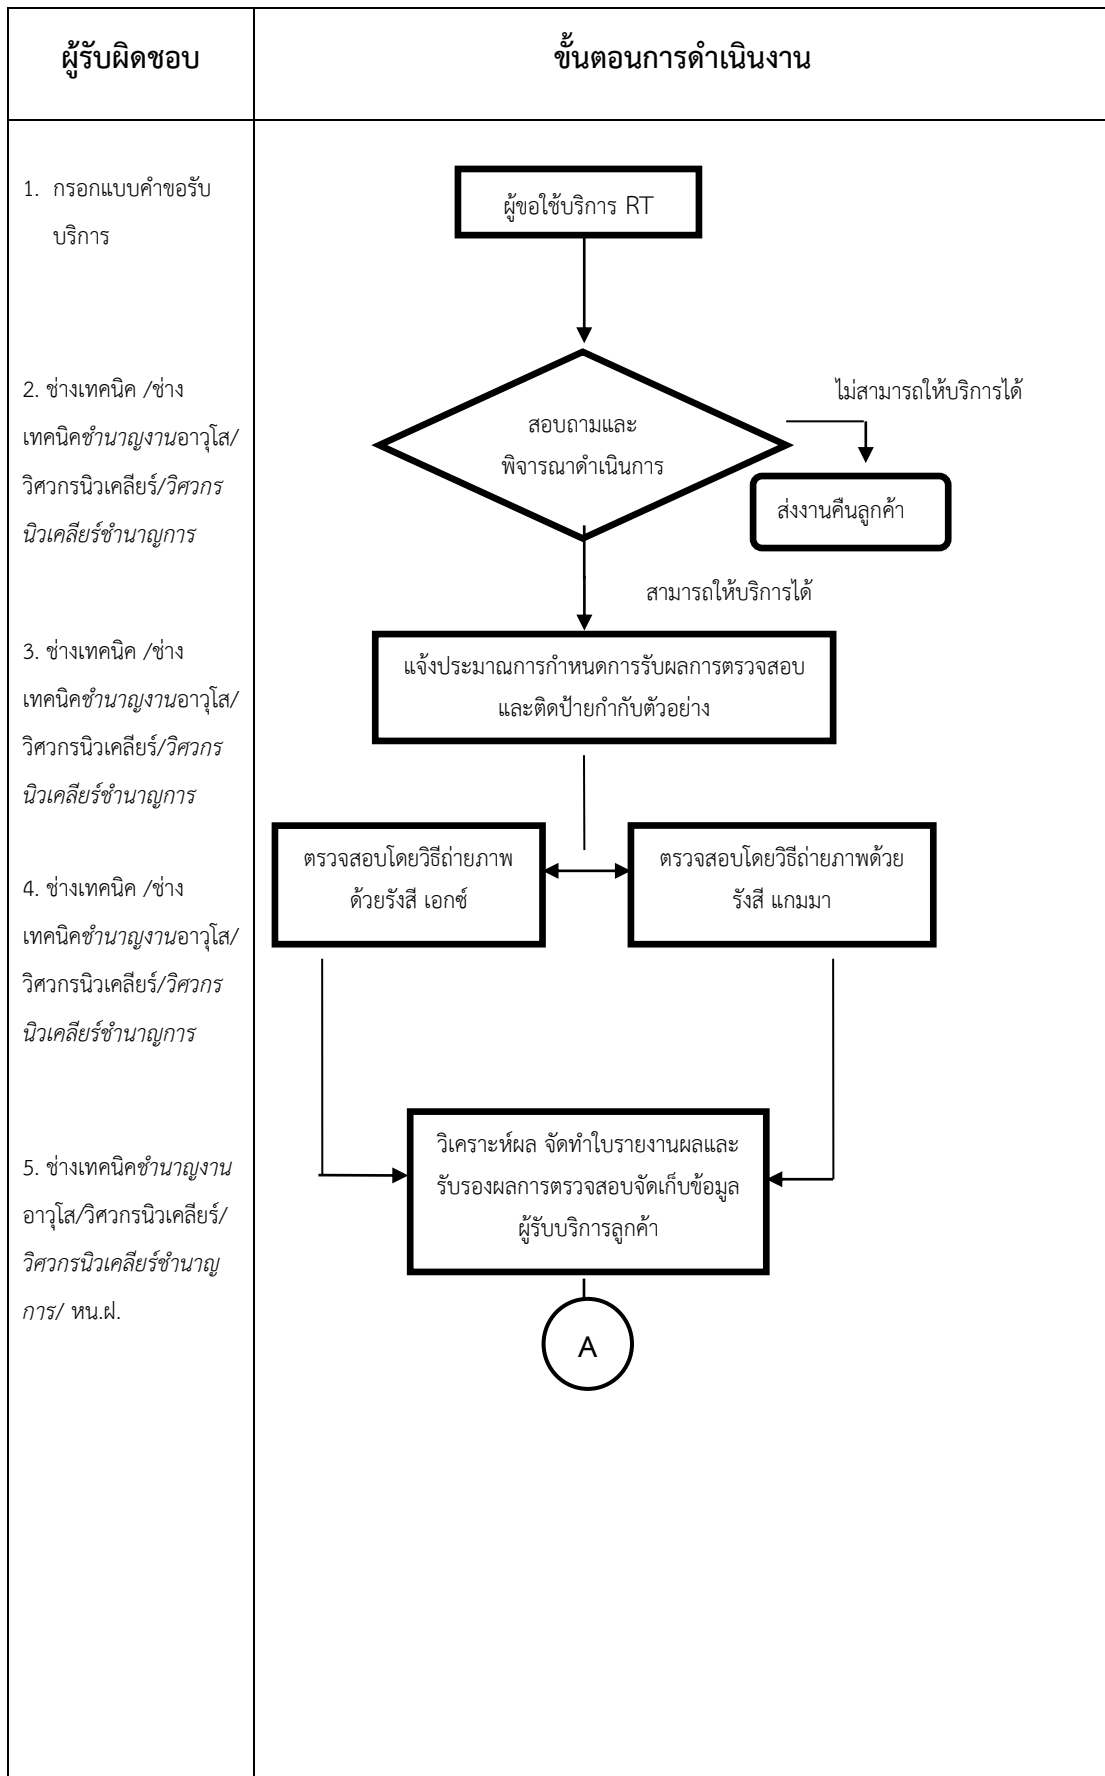 ผู้รับผิดชอบ
ขั้นตอนการดำเนินงาน
1. กรอกแบบคำขอรับ
บริการ
ผู้ขอใช้บริการ RT
2. ช่างเทคนิค /ช่าง
เทคนิคชำนาญงานอาวุโส/
วิศวกรนิวเคลียร์/วิศวกร
นิวเคลียร์ชำนาญการ
สอบถามและ
พิจารณาดำเนินการ
ไม่สามารถให้บริการได้
ส่งงานคืนลูกค้า
สามารถให้บริการได้
3. ช่างเทคนิค /ช่าง
เทคนิคชำนาญงานอาวุโส/
วิศวกรนิวเคลียร์/วิศวกร
นิวเคลียร์ชำนาญการ
แจ้งประมาณการกำหนดการรับผลการตรวจสอบ
และติดป้ายกำกับตัวอย่าง
4. ช่างเทคนิค /ช่าง
เทคนิคชำนาญงานอาวุโส/
วิศวกรนิวเคลียร์/วิศวกร
นิวเคลียร์ชำนาญการ
ตรวจสอบโดยวิธีถ่ายภาพ
ด้วยรังสี เอกซ์
ตรวจสอบโดยวิธีถ่ายภาพด้วย
รังสี แกมมา
5. ช่างเทคนิคชำนาญงาน
อาวุโส/วิศวกรนิวเคลียร์/
วิศวกรนิวเคลียร์ชำนาญ
การ/ หน.ฝ.
วิเคราะห์ผล จัดทำใบรายงานผลและ
รับรองผลการตรวจสอบจัดเก็บข้อมูล
ผู้รับบริการลูกค้า
A